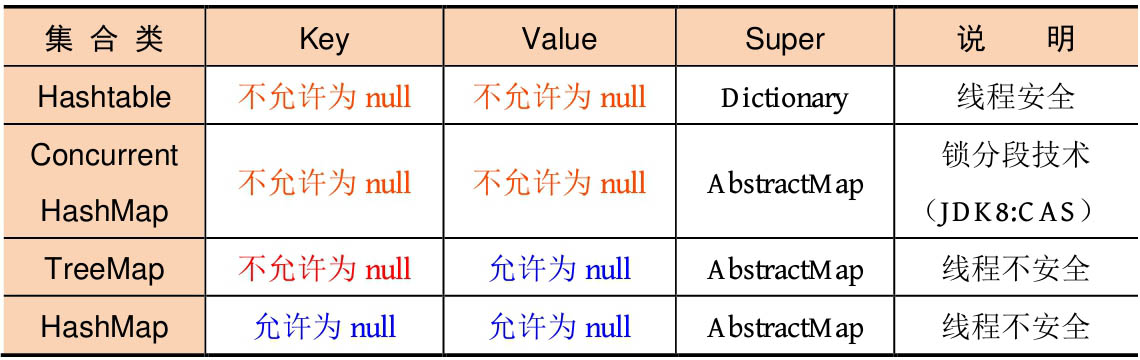 集 合 类 Key Value Super 说 明
Hashtable 不允许为 null 不允许为 null Dictionary 线程安全
Concurrent
HashMap 不允许为 null 不允许为 null AbstractMap 锁分段技术
（JDK8:CAS）
TreeMap 不允许为 null 允许为 null AbstractMap 线程不安全
HashMap 允许为 null 允许为 null AbstractMap 线程不安全